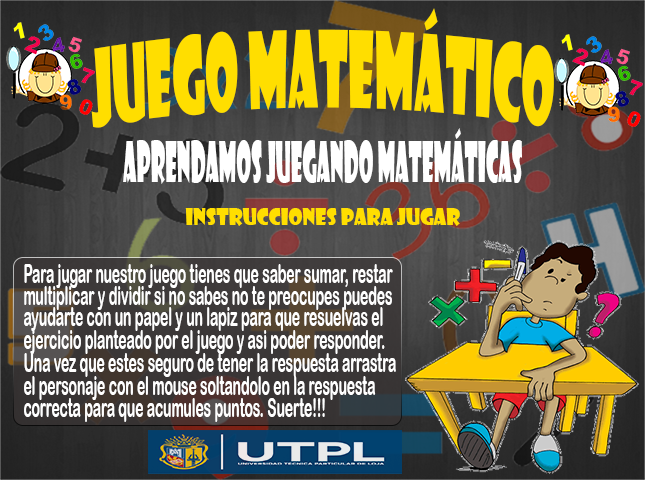 JUEGO MATEMÁTICO
APRENDAMOS JUEGANDO MATEMÁTICAS
INSTRUCCIONES PARA JUGAR
Para jugar nuestro juego tienes que saber sumar, restar
multiplicar y dividir si no sabes no te preocupes puedes
ayudarte con un papel y un lapiz para que resuelvas el
ejercicio planteado por el juego y asi poder responder.
Una vez que estes seguro de tener la respuesta arrastra
el personaje con el mouse soltandolo en la respuesta
correcta para que acumules puntos. Suerte!!!
UTPL
UNIVERSIDAD TÉCNICA PARTICULAR DE LOJA